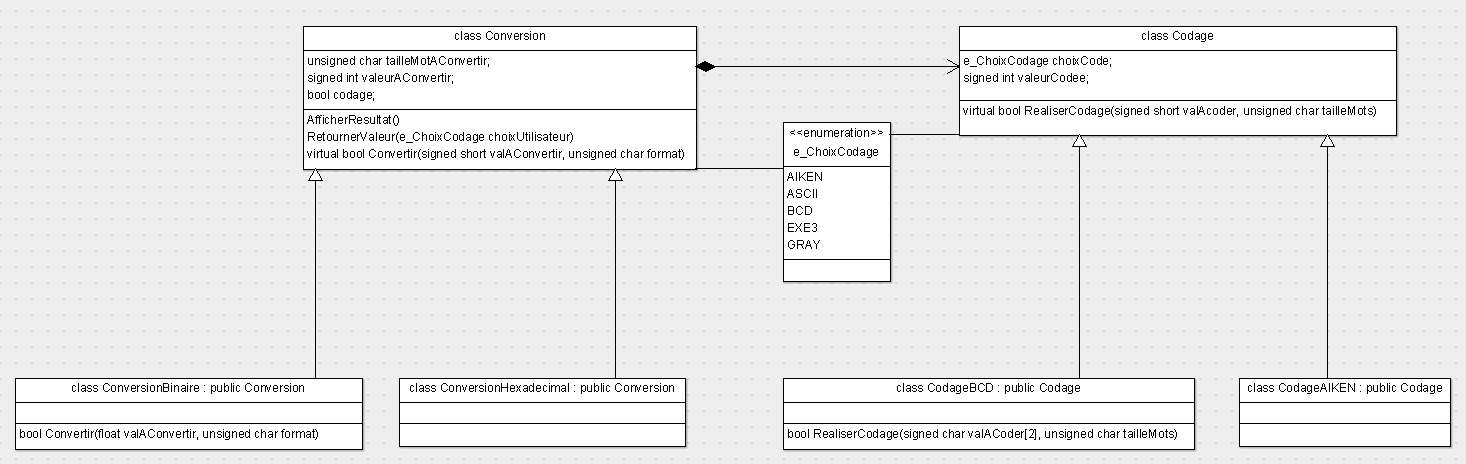 class Conversion
unsigned char tailleMotAConvertir;
signed int valeurAConvertir;
bool codage;
AfficherResultat()
RetournerValeur(e_ChoixCodage choixUtilisateur)
virtual bool Convertir(signed short valAConvertir, unsigned char format)
class Codage
e_ChoixCodage choixCode;
signed int valeurCodee;
virtual bool RealiserCodage(signed short valAcoder, unsigned char tailleMots)
<<enumeration>>
e_ChoixCodage
AIKEN
ASCII
BCD
EXE3
GRAY
class ConversionBinaire : public Conversion
bool Convertir(float valAConvertir, unsigned char format)
class ConversionHexadecimal : public Conversion
class CodageBCD : public Codage
bool RealiserCodage(signed char valACoder[2], unsigned char tailleMots)
class CodageAIKEN : public Codage